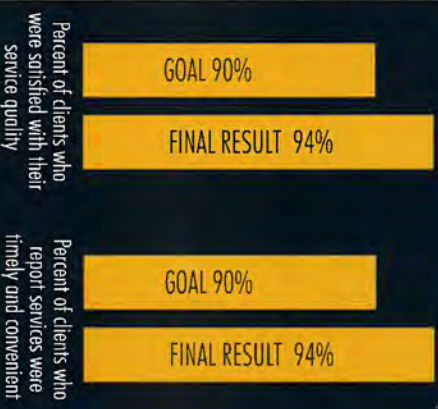 Percent of clients who
were satisfied with their
service quality
GOAL 90%
FINAL RESULT 94%
Percent of clients who
report services were
timely and convenient
GOAL 90%
FINAL RESULT 94%